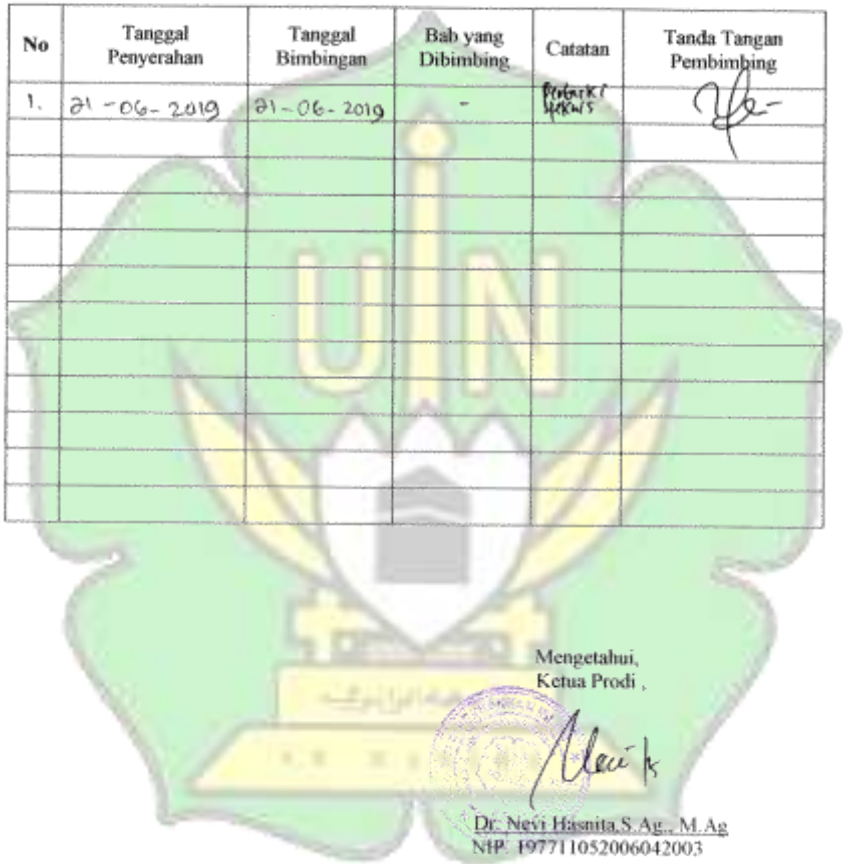 No Tanggal Penyerahan Tanggal Bimbingan Bab yang Dibimbing Catatan Tanda Tangan Pembimbing
1. 21-06-2019 21-06-2019 -
UIN
Mengetahui,
Ketua Prodi ,
Dr. Nevi Hasnita,S.Ag., M.Ag
NIP. 197711052006042003